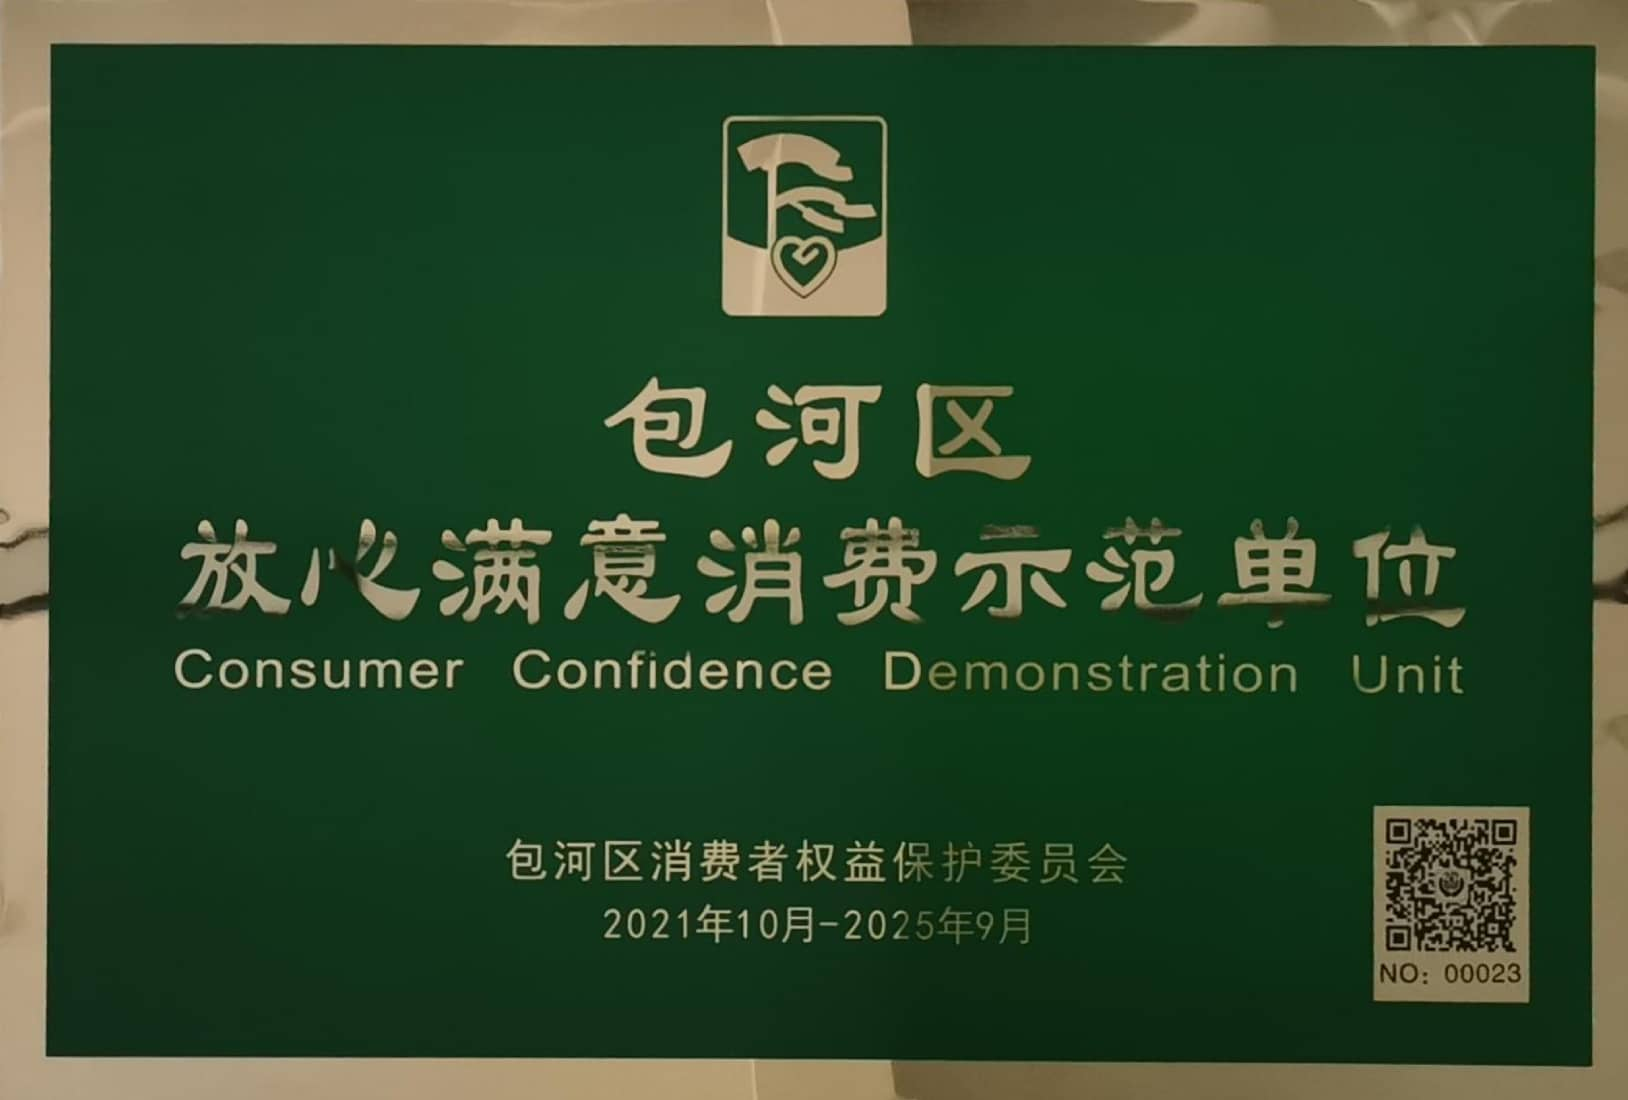 包河区
放心满意消费示范单位
Consumer Confidence Demonstration Unit
包河区消费者权益保护委员会
2021年10月-2025年9月
NO：00023